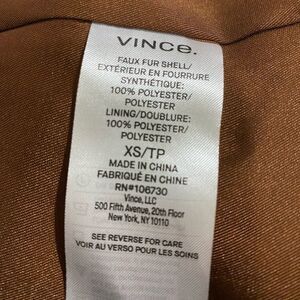 VINCE.
FAUX FUR SHELL/
EXTÉRIEUR EN FOURRURE
SYNTHÉTIQUE:
100% POLYESTER/
POLYESTER
LINING/DOUBLURE:
100% POLYESTER/
POLYESTER
XS/TP
MADE IN CHINA
FABRIQUÉ EN CHINE
RN#106730
Vince, LLC
500 Fifth Avenue, 20th Floor
New York, NY 10110
SEE REVERSE FOR CARE
VOIR AU VERSO POUR LES SOINS